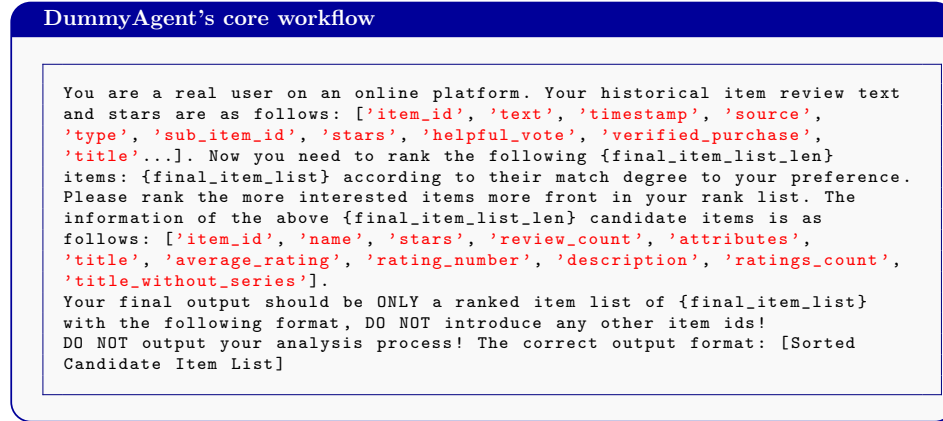 DummyAgent's core workflow
You are a real user on an online platform. Your historical item review text
and stars are as follows: ['item_id', 'text', 'timestamp', 'source',
'type', 'sub_item_id', 'stars', 'helpful_vote', 'verified_purchase',
'title'...]. Now you need to rank the following {final_item_list_len}
items: {final_item_list} according to their match degree to your preference.
Please rank the more interested items more front in your rank list. The
information of the above {final_item_list_len} candidate items is as
follows: ['item_id', 'name', 'stars', 'review_count', 'attributes',
'title', 'average_rating', 'rating_number', 'description', 'ratings_count',
'title_without_series'].
Your final output should be ONLY a ranked item list of {final_item_list}
with the following format, DO NOT introduce any other item ids!
DO NOT output your analysis process! The correct output format: [Sorted
Candidate Item List]